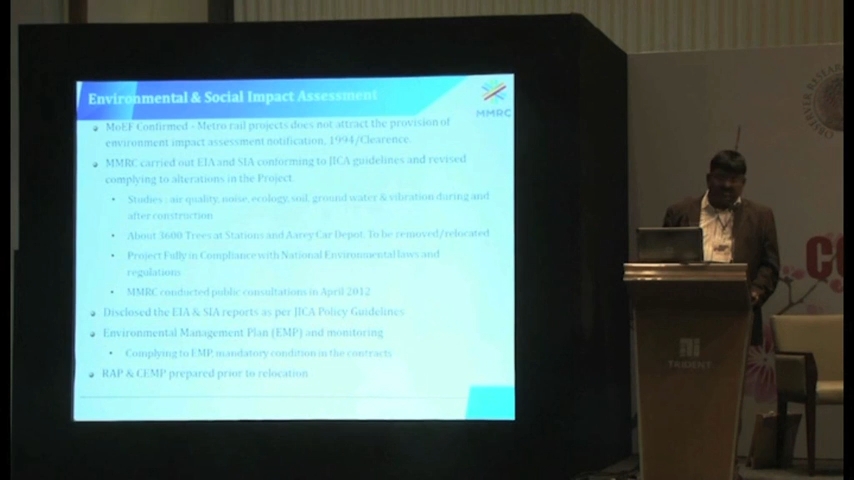 Environmental & Social Impact Assessment
MMRC
MoEF Confirmed - Metro rail projects does not attract the provision of
environment impact assessment notification, 1994/Clearence.
MMRC carried out EIA and SIA conforming to JICA guidelines and revised
complying to alterations in the Project.
Studies - air quality, noise, ecology, soil, ground water & vibration during and
after construction
About 3600 Trees at Stations and Aarey Car Depot. To be removed/relocated
Project Fully in Compliance with National Environmental laws and
regulations
MMRC conducted public consultations in April 2012
Disclosed the EIA & SIA reports as per JICA Policy Guidelines
Environmental Management Plan (EMP) and monitoring
Complying to EMP, mandatory condition in the contracts
RAP & CEMP prepared prior to relocation
OBSERVER RESEARCH
CO
TRIDENT